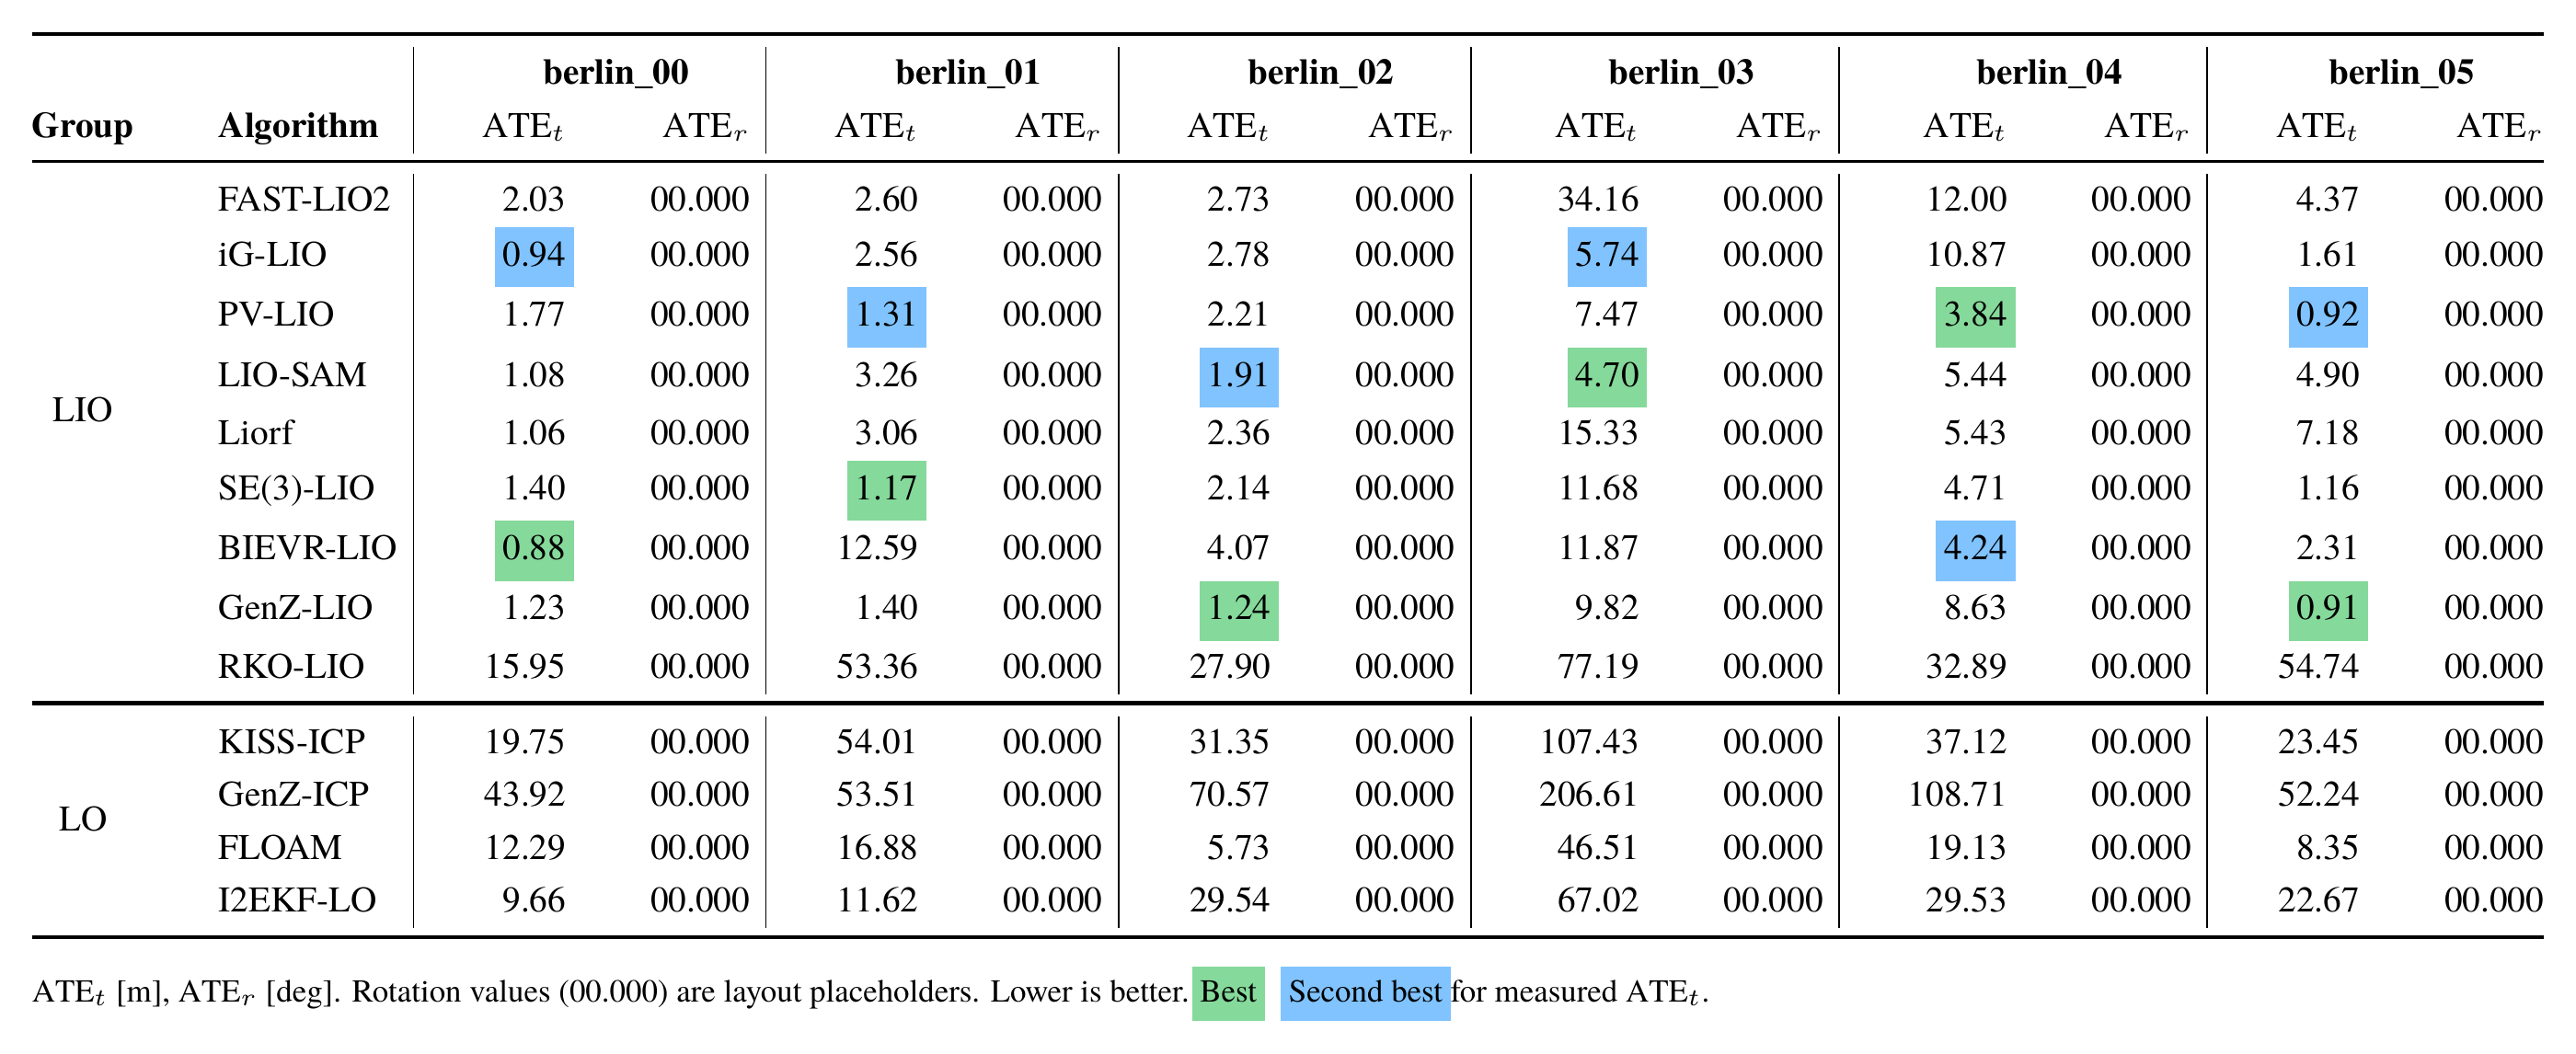 berlin_00 berlin_01 berlin_02 berlin_03 berlin_04 berlin_05
Group Algorithm ATEt ATEr ATEt ATEr ATEt ATEr ATEt ATEr ATEt ATEr ATEt ATEr
FAST-LIO2 2.03 00.000 2.60 00.000 2.73 00.000 34.16 00.000 12.00 00.000 4.37 00.000
iG-LIO 0.94 00.000 2.56 00.000 2.78 00.000 5.74 00.000 10.87 00.000 1.61 00.000
PV-LIO 1.77 00.000 1.31 00.000 2.21 00.000 7.47 00.000 3.84 00.000 0.92 00.000
LIO-SAM 1.08 00.000 3.26 00.000 1.91 00.000 4.70 00.000 5.44 00.000 4.90 00.000
LIO
Liorf 1.06 00.000 3.06 00.000 2.36 00.000 15.33 00.000 5.43 00.000 7.18 00.000
SE(3)-LIO 1.40 00.000 1.17 00.000 2.14 00.000 11.68 00.000 4.71 00.000 1.16 00.000
BIEVR-LIO 0.88 00.000 12.59 00.000 4.07 00.000 11.87 00.000 4.24 00.000 2.31 00.000
GenZ-LIO 1.23 00.000 1.40 00.000 1.24 00.000 9.82 00.000 8.63 00.000 0.91 00.000
RKO-LIO 15.95 00.000 53.36 00.000 27.90 00.000 77.19 00.000 32.89 00.000 54.74 00.000
KISS-ICP 19.75 00.000 54.01 00.000 31.35 00.000 107.43 00.000 37.12 00.000 23.45 00.000
GenZ-ICP 43.92 00.000 53.51 00.000 70.57 00.000 206.61 00.000 108.71 00.000 52.24 00.000
LO
FLOAM 12.29 00.000 16.88 00.000 5.73 00.000 46.51 00.000 19.13 00.000 8.35 00.000
I2EKF-LO 9.66 00.000 11.62 00.000 29.54 00.000 67.02 00.000 29.53 00.000 22.67 00.000
ATEt [m], ATEr [deg]. Rotation values (00.000) are layout placeholders. Lower is better. Best Second best for measured ATEt.